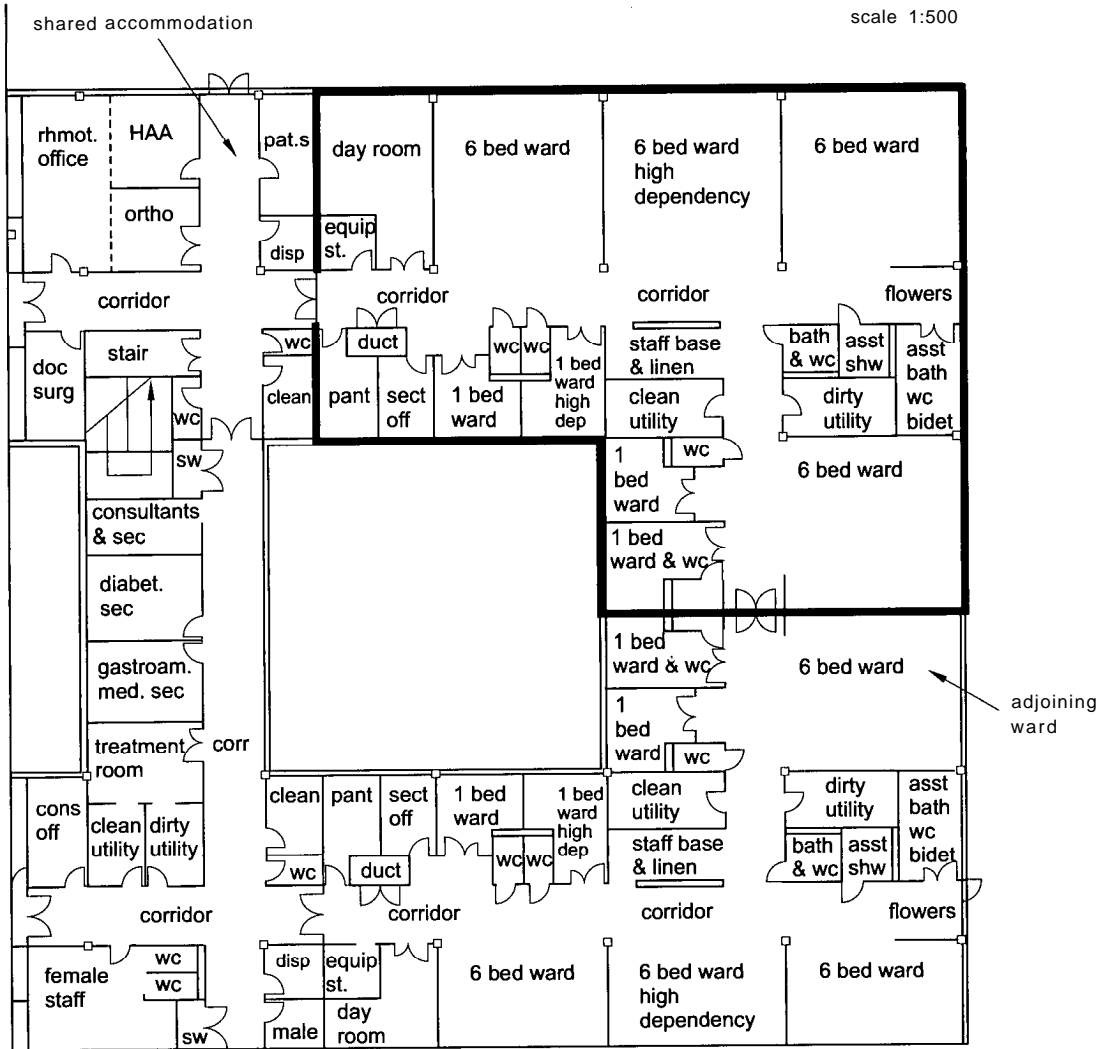 scale 1:500
shared accommodation
rhmot.
office
HAA
pat.s
day room
6 bed ward
6 bed ward
high
dependency
6 bed ward
ortho
disp
equip
st.
corridor
corridor
corridor
flowers
doc
surg
stair
wc
clean
wc
sw
duct
pant
sect
off
1 bed
ward
wc
wc
1 bed
ward
high
dep
staff base
& linen
clean
utility
bath
& wc
asst
shw
dirty
utility
asst
bath
wc
bidet
1
bed
ward
wc
6 bed ward
1 bed
ward & wc
consultants
& sec
diabet.
sec
gastroam.
med. sec
treatment
room
corr
1 bed
ward & wc
6 bed ward
adjoining
ward
1
bed
ward
wc
cons
off
clean
utility
dirty
utility
clean
wc
pant
sect
off
duct
1 bed
ward
wc
wc
1 bed
ward
high
dep
clean
utility
staff base
& linen
dirty
utility
bath
& wc
asst
shw
asst
bath
wc
bidet
corridor
corridor
corridor
flowers
female
staff
wc
wc
sw
disp
male
equip
st.
day
room
6 bed ward
6 bed ward
high
dependency
6 bed ward